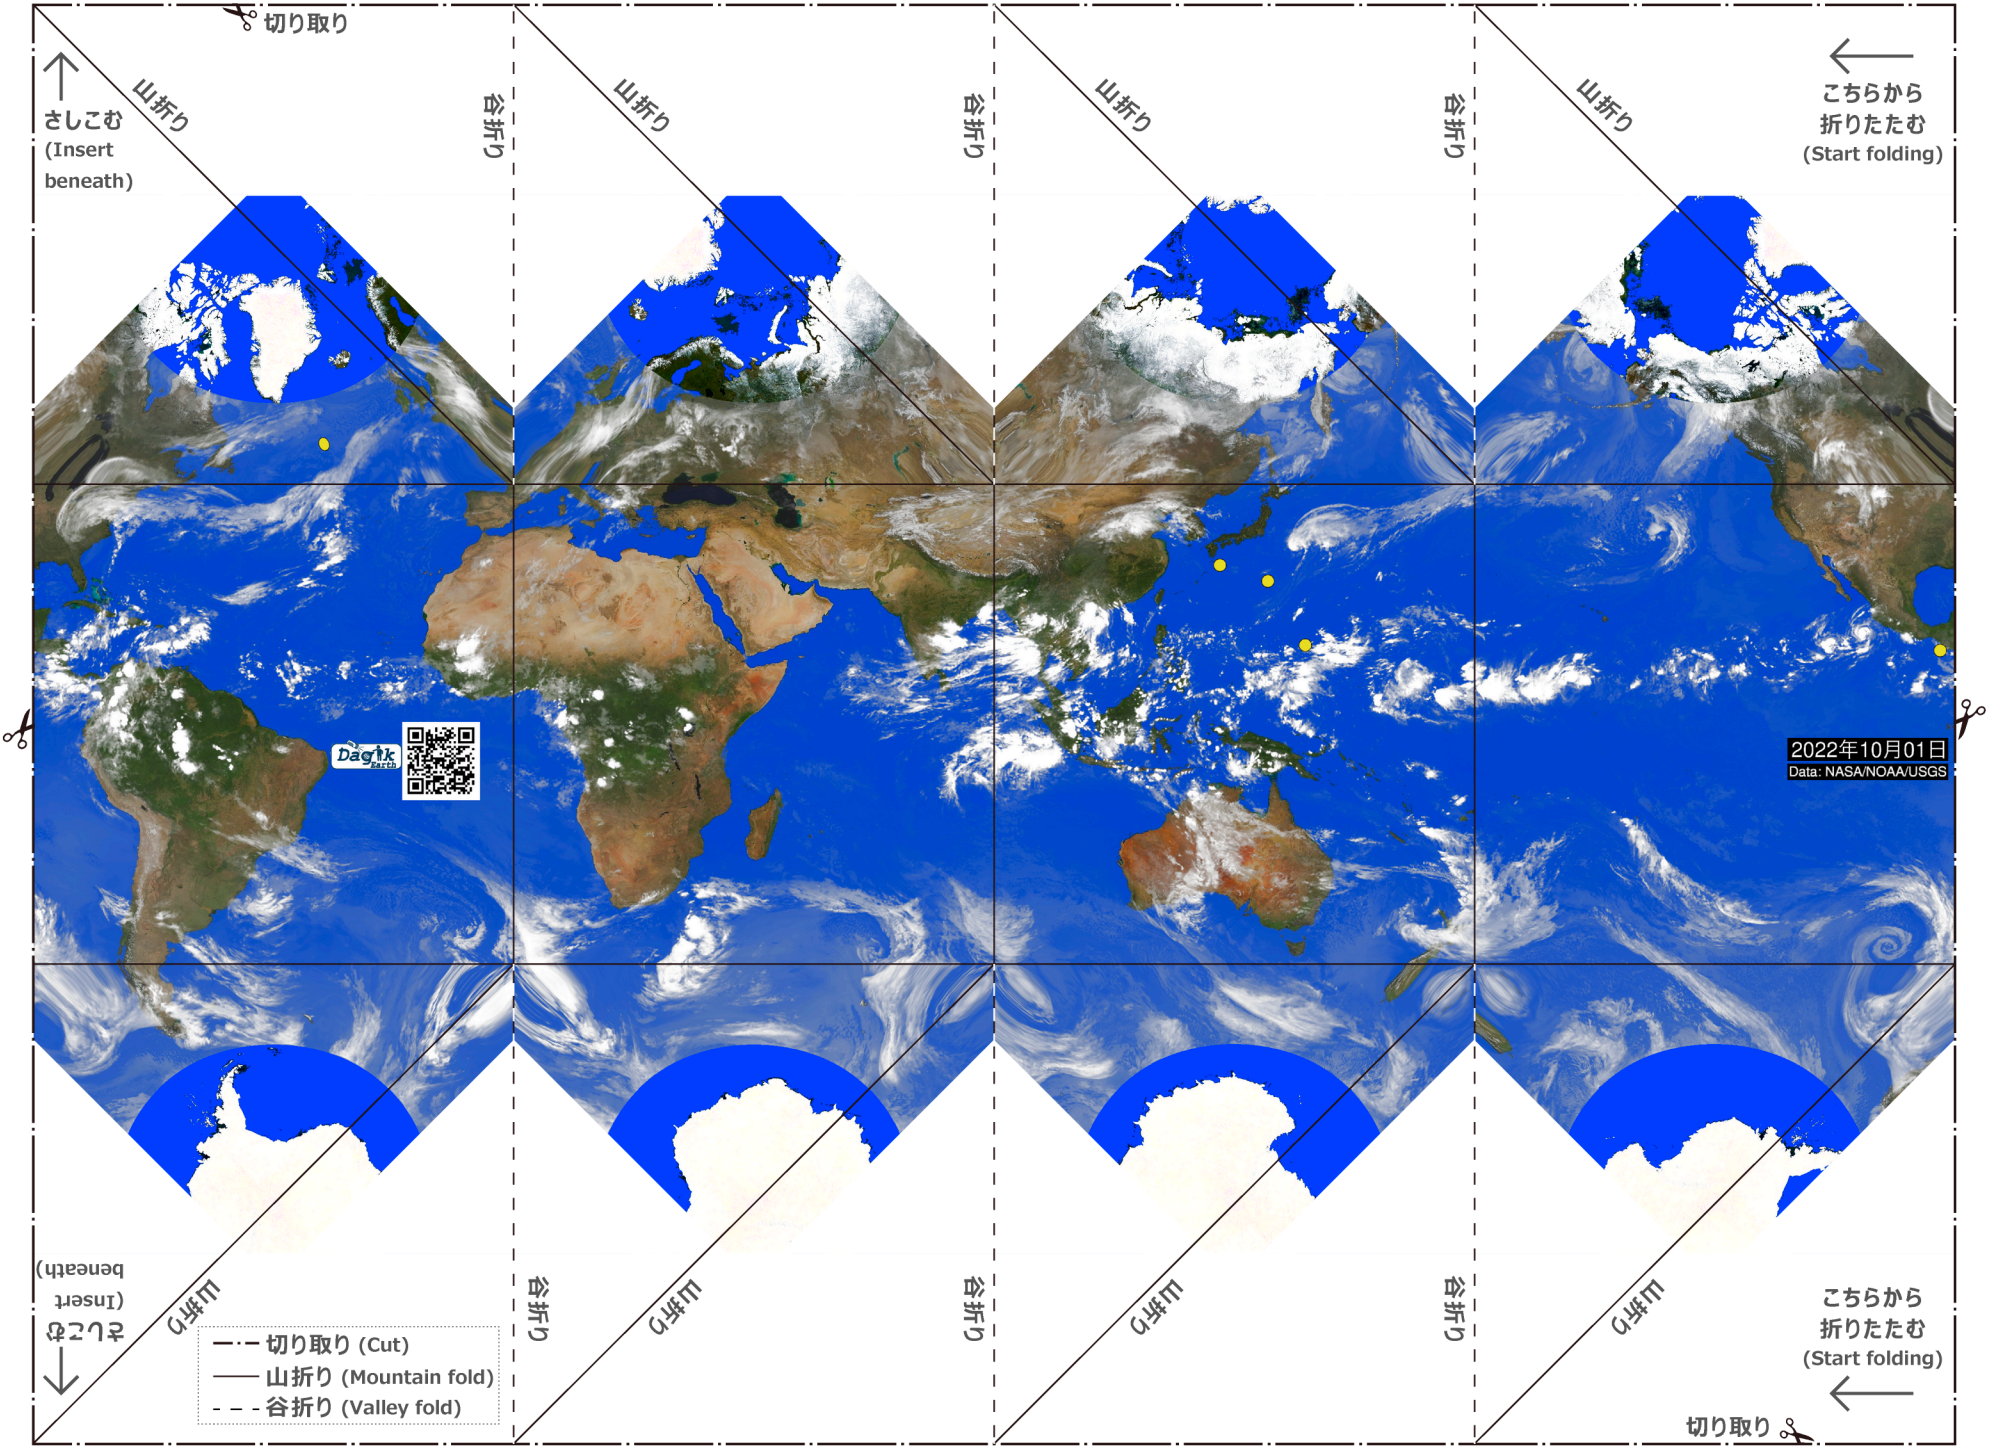 切り取り
さしこむ
(Insert
beneath)
山折り
谷折り
山折り
谷折り
山折り
谷折り
山折り
こちらから
折りたたむ
(Start folding)
Dagik
Earth
2022年10月01日
Data: NASA/NOAA/USGS
さしこむ
(Insert
beneath)
山折り
谷折り
山折り
谷折り
山折り
谷折り
山折り
こちらから
折りたたむ
(Start folding)
切り取り (Cut)
山折り (Mountain fold)
谷折り (Valley fold)
切り取り